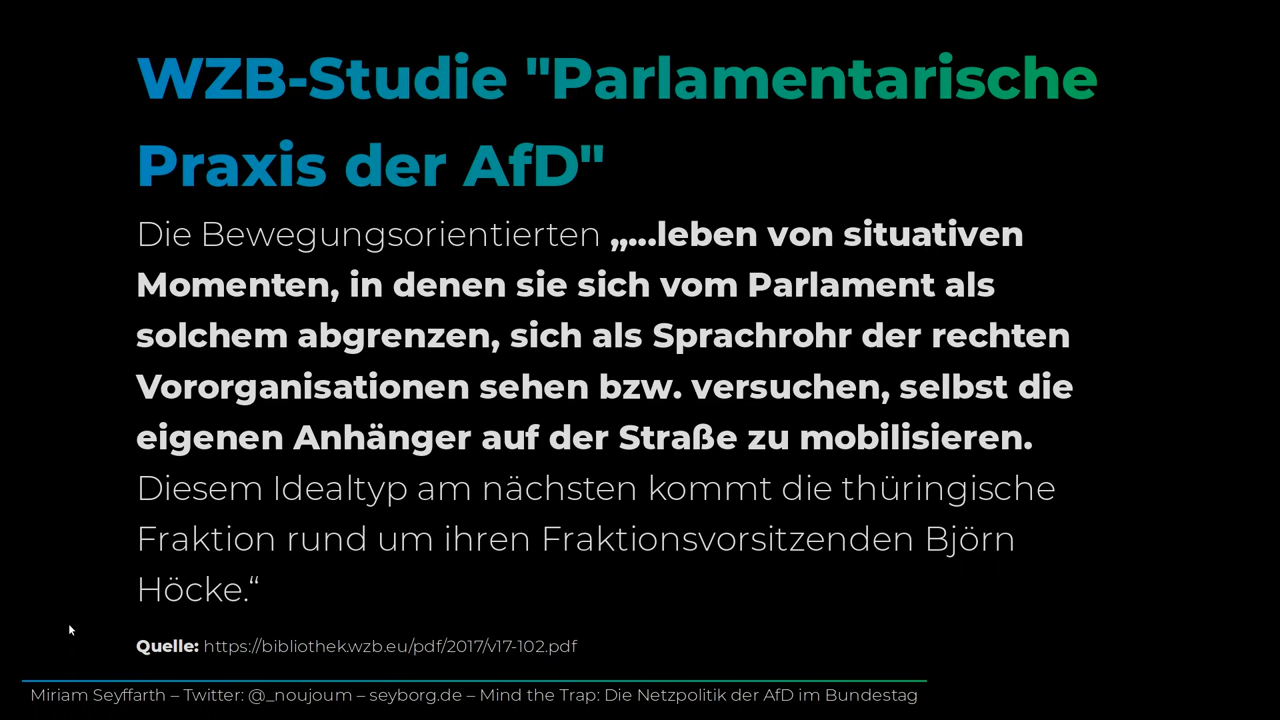 WZB-Studie "Parlamentarische
Praxis der AfD"
Die Bewegungsorientierten „...leben von situativen
Momenten, in denen sie sich vom Parlament als
solchem abgrenzen, sich als Sprachrohr der rechten
Vororganisationen sehen bzw. versuchen, selbst die
eigenen Anhänger auf der Straße zu mobilisieren.
Diesem Idealtyp am nächsten kommt die thüringische
Fraktion rund um ihren Fraktionsvorsitzenden Björn
Höcke.“
Quelle: https://bibliothek.wzb.eu/pdf/2017/v17-102.pdf
Miriam Seyffarth – Twitter: @_noujoum – seyborg.de – Mind the Trap: Die Netzpolitik der AfD im Bundestag